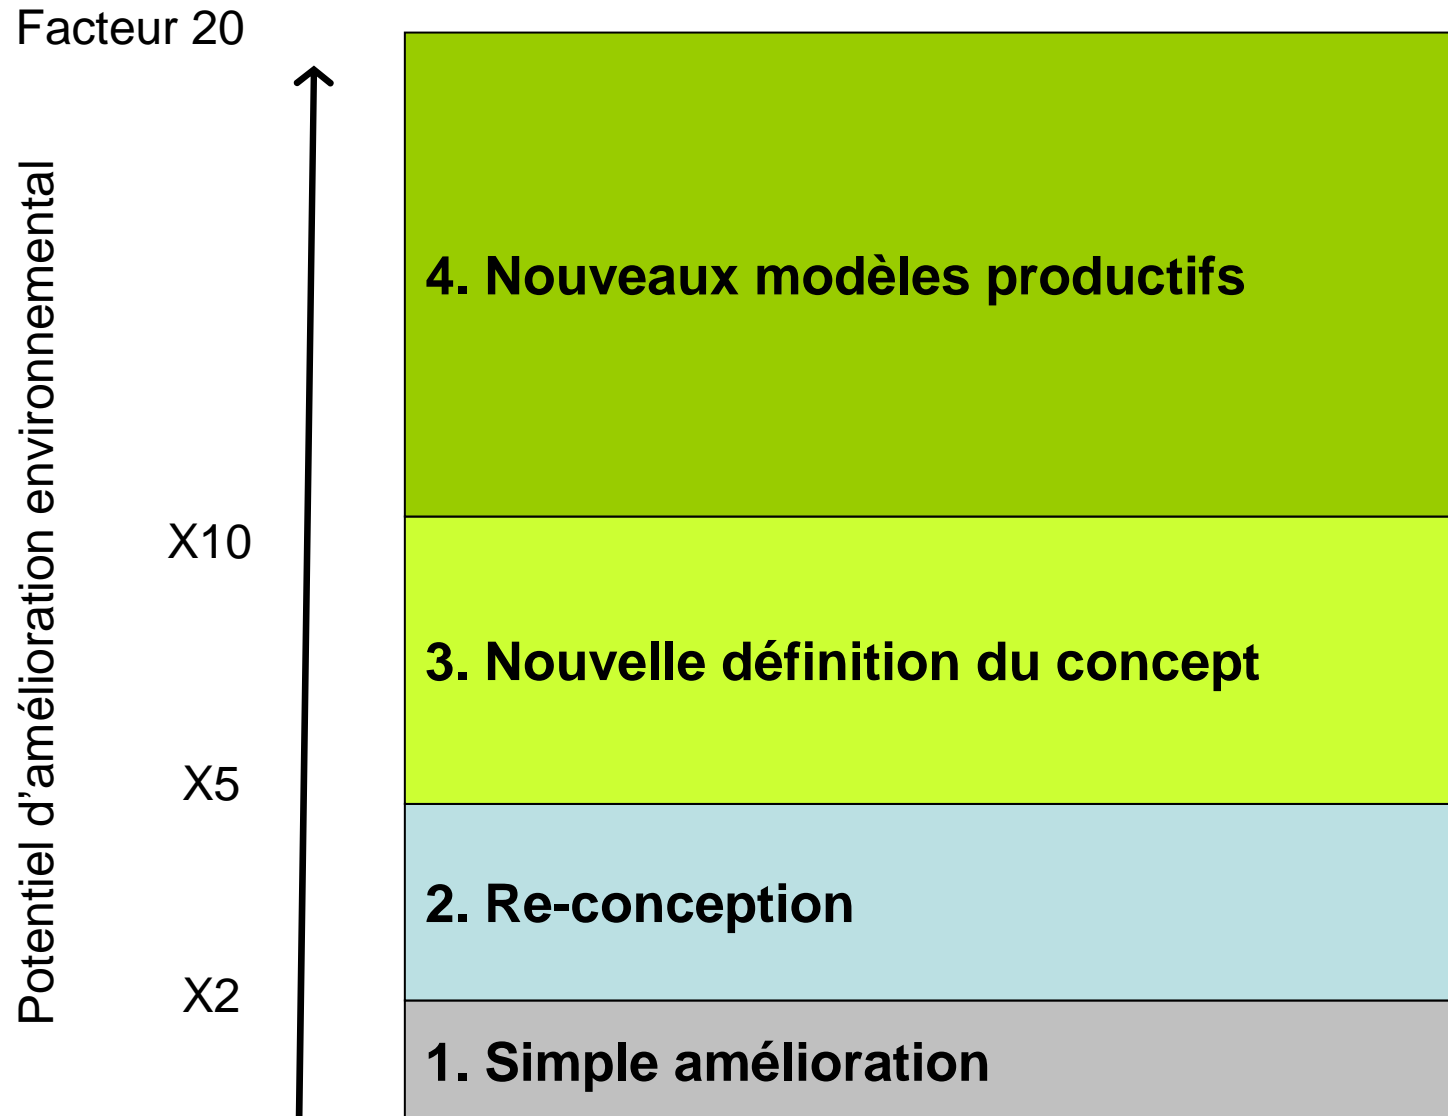 Facteur 20
Potentiel d’amélioration environnemental
4. Nouveaux modèles productifs
X10
3. Nouvelle définition du concept
X5
2. Re-conception
X2
1. Simple amélioration